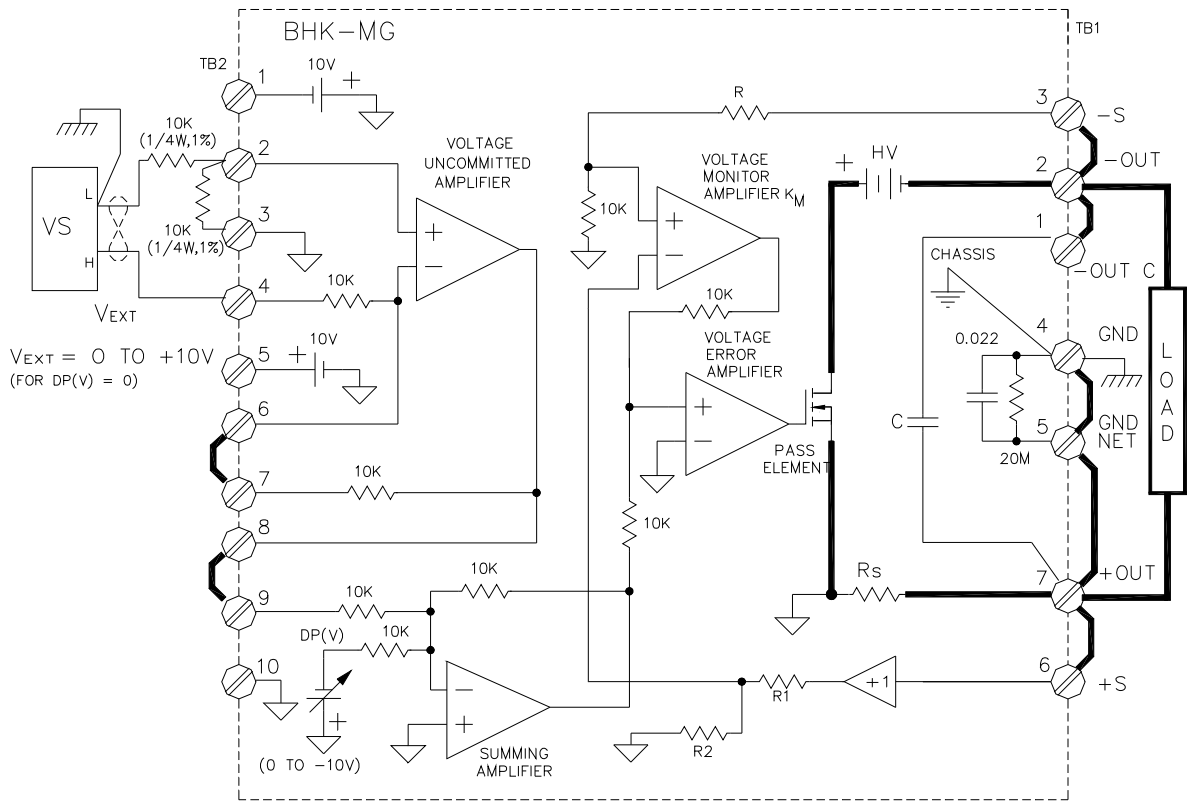 BHK-MG
TB1
TB2
1
10V
+
10K
(1/4W,1%)
2
VS
L
H
10K
(1/4W,1%)
3
VEXT
4
10K
VOLTAGE
UNCOMMITTED
AMPLIFIER
+
−
VEXT = 0 TO +10V
(FOR DP(V) = 0)
5
+
10V
6
7
10K
8
9
10K
10K
DP(V)
10K
10
+
(0 TO -10V)
−
+
SUMMING
AMPLIFIER
R
10K
VOLTAGE
MONITOR
AMPLIFIER KM
+
−
10K
VOLTAGE
ERROR
AMPLIFIER
+
−
10K
PASS
ELEMENT
+
HV
3
-S
-OUT
2
1
-OUT C
CHASSIS
4
GND
0.022
C
5
GND
NET
20M
LOAD
Rs
7
+OUT
6
+S
+1
R1
R2